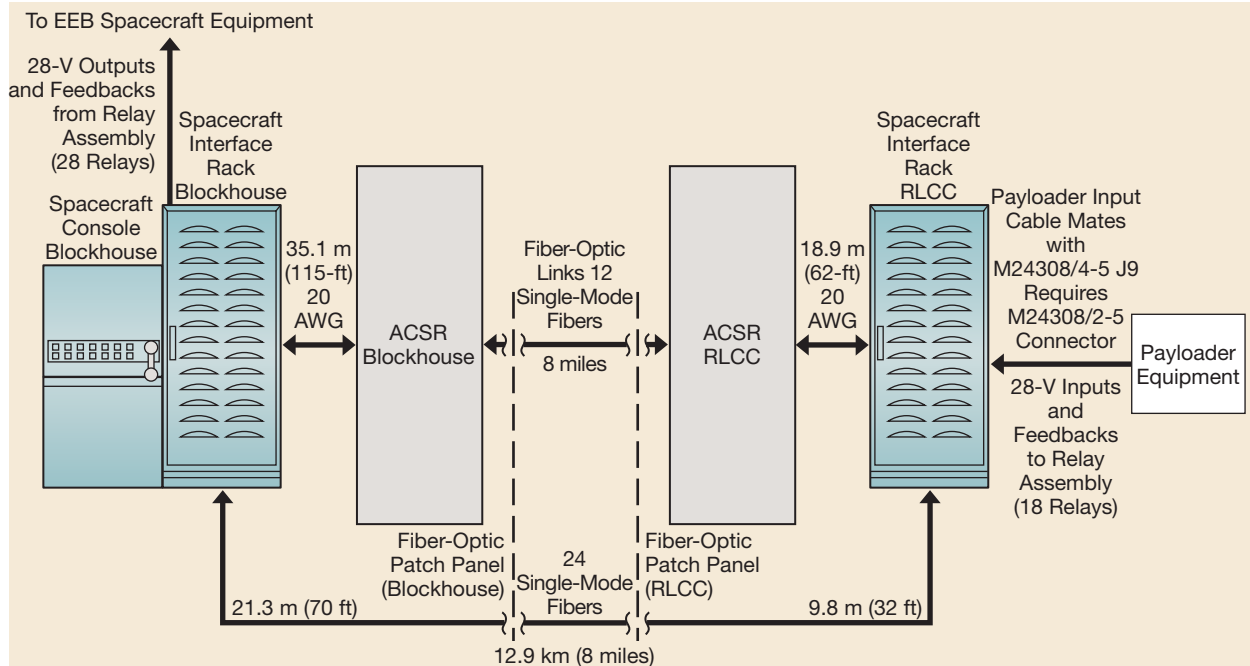 To EEB Spacecraft Equipment
28-V Outputs
and Feedbacks
from Relay
Assembly
(28 Relays)
Spacecraft
Interface
Rack
Blockhouse
Spacecraft
Console
Blockhouse
35.1 m
(115-ft)
20
AWG
ACSR
Blockhouse
Fiber-Optic
Links 12
Single-Mode
Fibers
8 miles
ACSR
RLCC
18.9 m
(62-ft)
20
AWG
Spacecraft
Interface
Rack
RLCC
Payloader Input
Cable Mates
with
M24308/4-5 J9
Requires
M24308/2-5
Connector
Payloader
Equipment
28-V Inputs
and
Feedbacks
to Relay
Assembly
(18 Relays)
Fiber-Optic
Patch Panel
(Blockhouse)
24
Single-Mode
Fibers
Fiber-Optic
Patch Panel
(RLCC)
21.3 m (70 ft)
9.8 m (32 ft)
12.9 km (8 miles)